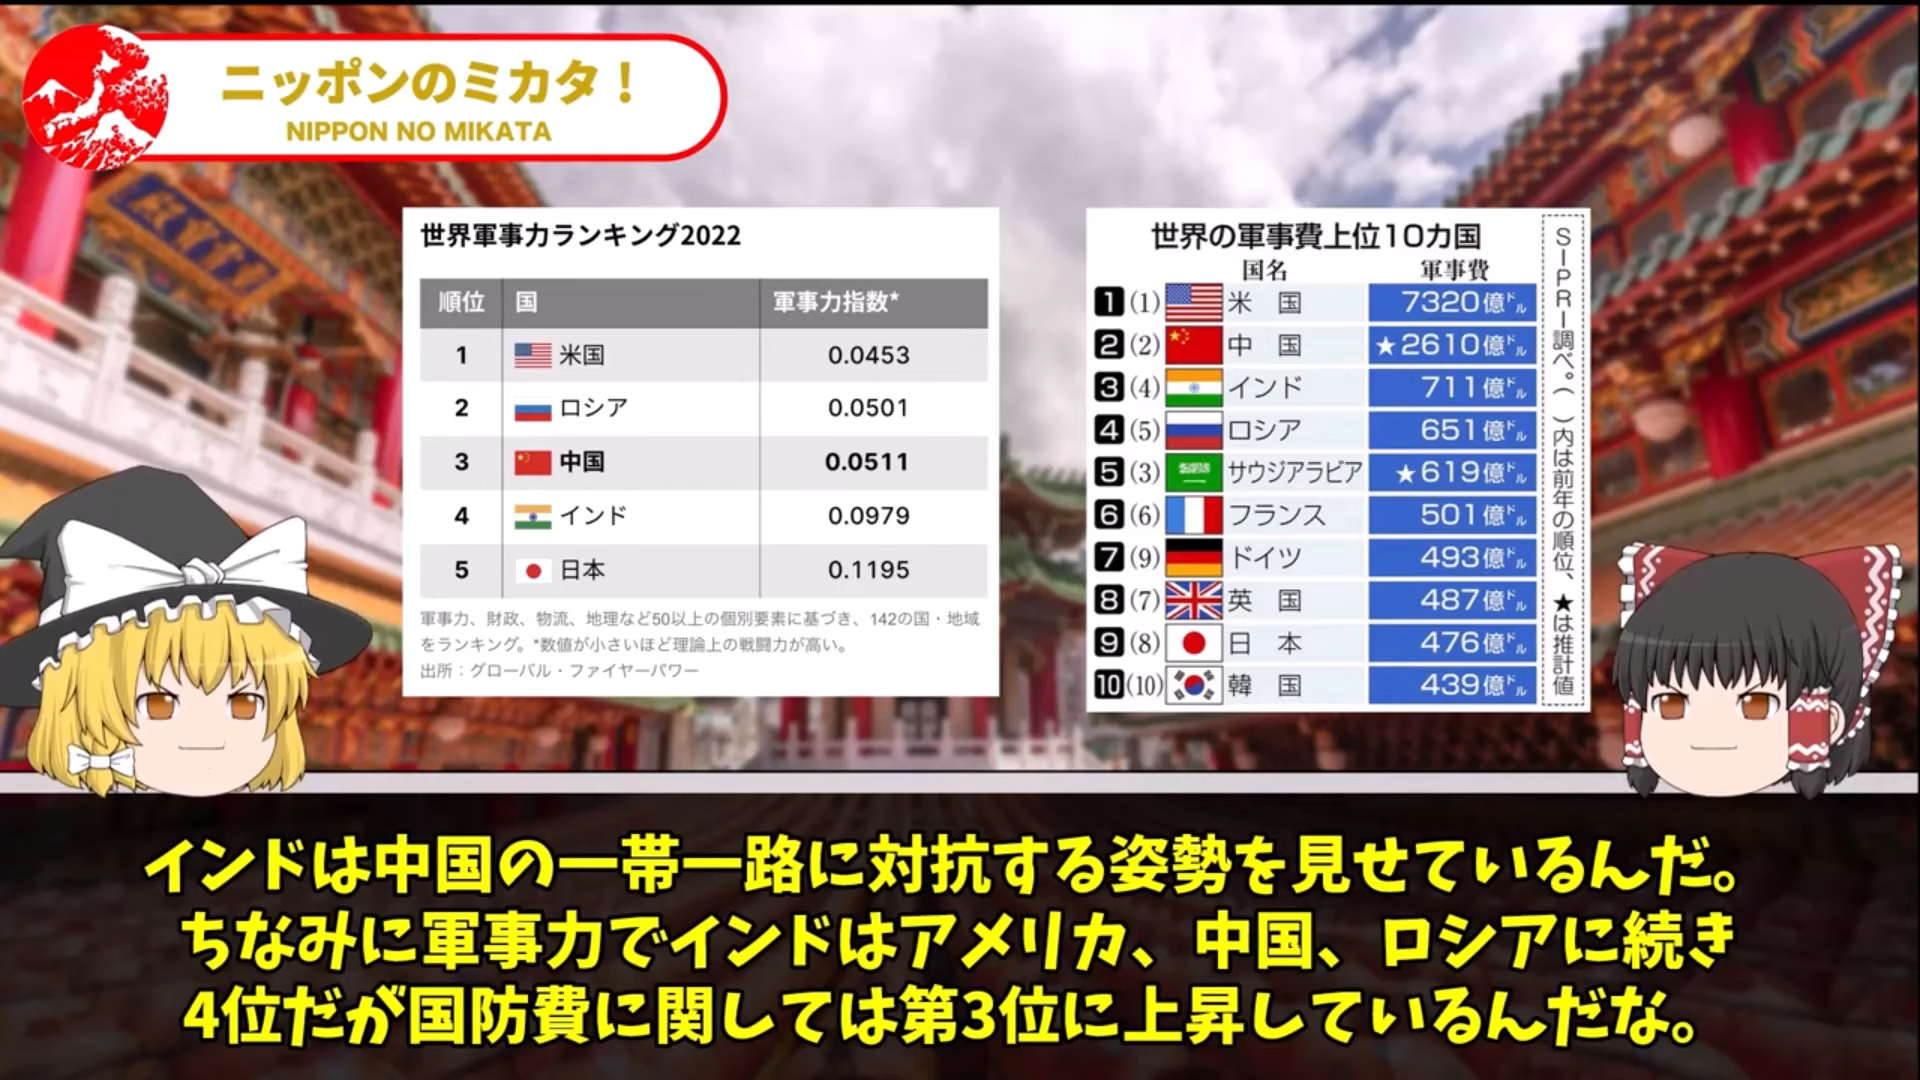 ニッポンのミカタ！
NIPPON NO MIKATA
世界軍事力ランキング2022
順位 国 軍事力指数*
1 米国 0.0453
2 ロシア 0.0501
3 中国 0.0511
4 インド 0.0979
5 日本 0.1195
軍事力、財政、物流、地理など50以上の個別要素に基づき、142の国・地域
をランキング。*数値が小さいほど理論上の戦闘力が高い。
出所：グローバル・ファイヤーパワー
世界の軍事費上位10カ国
国名 軍事費
1 (1) 米 国 7320億ドル
2 (2) 中 国 ★2610億ドル
3 (4) インド 711億ドル
4 (5) ロシア 651億ドル
5 (3) サウジアラビア ★619億ドル
6 (6) フランス 501億ドル
7 (9) ドイツ 493億ドル
8 (7) 英 国 487億ドル
9 (8) 日 本 476億ドル
10 (10) 韓 国 439億ドル
SIPRI調べ。( )内は前年の順位、★は推計値
インドは中国の一帯一路に対抗する姿勢を見せているんだ。
ちなみに軍事力でインドはアメリカ、中国、ロシアに続き
4位だが国防費に関しては第3位に上昇しているんだな。